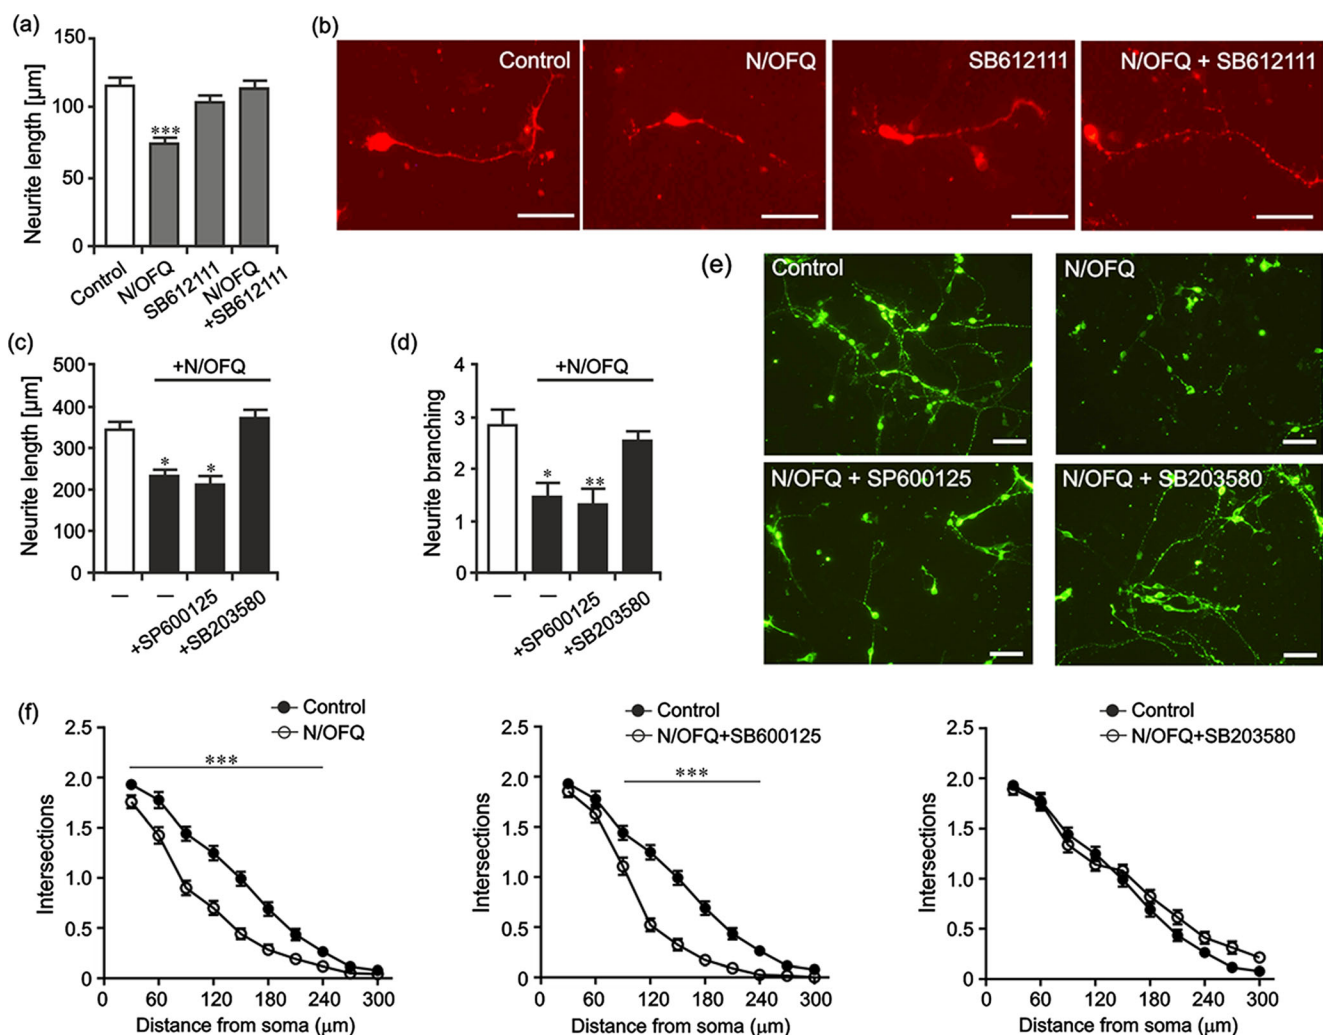 (a)
150
100
50
0
Neurite length [μm]
***
Control
N/OFQ
SB612111
N/OFQ
+SB612111
(b)
Control
N/OFQ
SB612111
N/OFQ + SB612111
(c)
+N/OFQ
500
400
300
200
100
0
Neurite length [μm]
*
*
—
—
+SP600125
+SB203580
(d)
+N/OFQ
4
3
2
1
0
Neurite branching
*
**
—
—
+SP600125
+SB203580
(e)
Control
N/OFQ
N/OFQ + SP600125
N/OFQ + SB203580
(f)
Control
N/OFQ
***
2.5
2.0
1.5
1.0
0.5
0
Intersections
0 60 120 180 240 300
Distance from soma (μm)
Control
N/OFQ+SB600125
***
2.5
2.0
1.5
1.0
0.5
0
Intersections
0 60 120 180 240 300
Distance from soma (μm)
Control
N/OFQ+SB203580
2.5
2.0
1.5
1.0
0.5
0
Intersections
0 60 120 180 240 300
Distance from soma (μm)